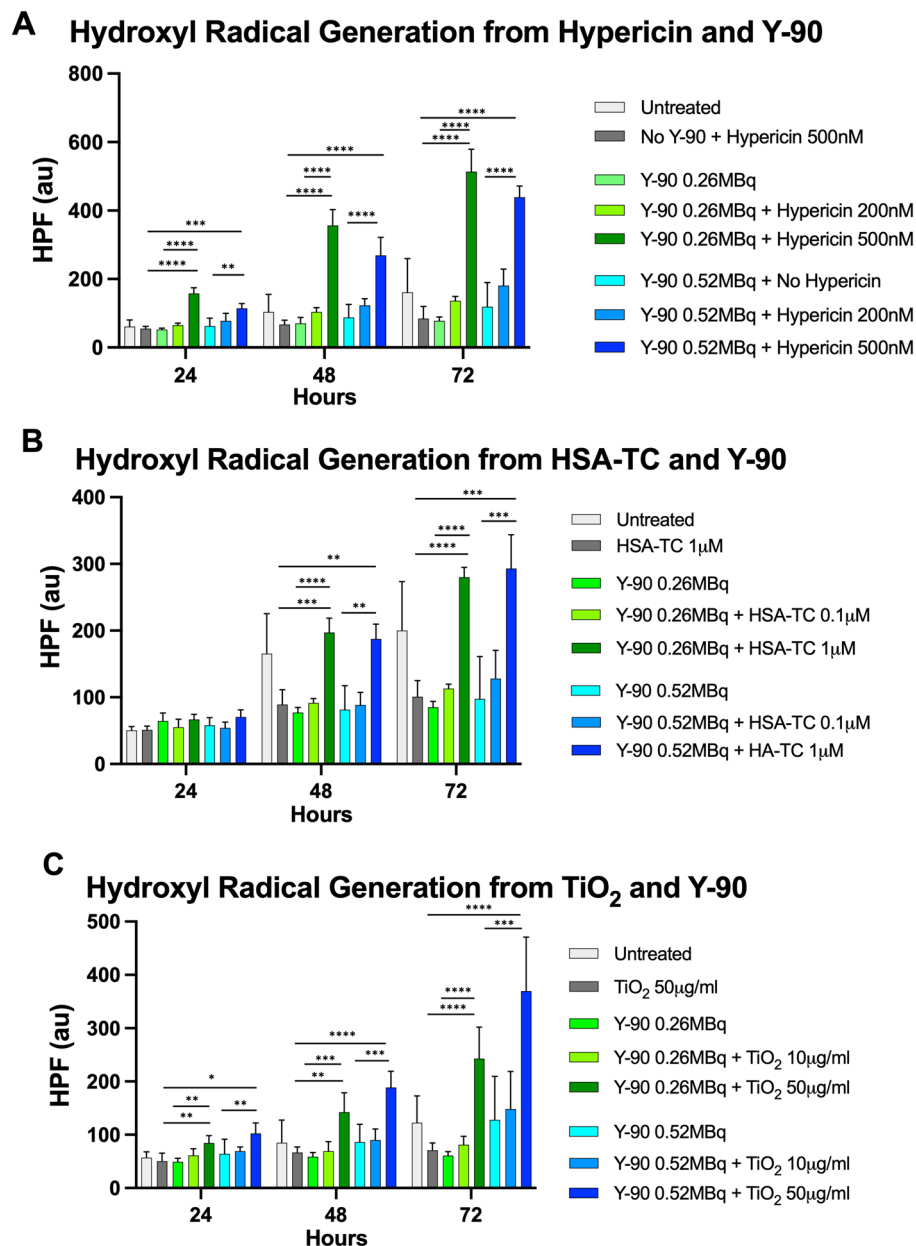 A
Hydroxyl Radical Generation from Hypericin and Y-90
HPF (au)
800
600
400
200
0
****
****
****
****
****
****
****
****
***
****
****
**
24
48
72
Hours
Untreated
No Y-90 + Hypericin 500nM
Y-90 0.26MBq
Y-90 0.26MBq + Hypericin 200nM
Y-90 0.26MBq + Hypericin 500nM
Y-90 0.52MBq + No Hypericin
Y-90 0.52MBq + Hypericin 200nM
Y-90 0.52MBq + Hypericin 500nM
B
Hydroxyl Radical Generation from HSA-TC and Y-90
HPF (au)
400
300
200
100
0
***
****
***
****
**
****
***
**
24
48
72
Hours
Untreated
HSA-TC 1μM
Y-90 0.26MBq
Y-90 0.26MBq + HSA-TC 0.1μM
Y-90 0.26MBq + HSA-TC 1μM
Y-90 0.52MBq
Y-90 0.52MBq + HSA-TC 0.1μM
Y-90 0.52MBq + HA-TC 1μM
C
Hydroxyl Radical Generation from TiO2 and Y-90
HPF (au)
500
400
300
200
100
0
****
***
****
****
****
***
***
**
*
**
**
**
24
48
72
Hours
Untreated
TiO2 50μg/ml
Y-90 0.26MBq
Y-90 0.26MBq + TiO2 10μg/ml
Y-90 0.26MBq + TiO2 50μg/ml
Y-90 0.52MBq
Y-90 0.52MBq + TiO2 10μg/ml
Y-90 0.52MBq + TiO2 50μg/ml